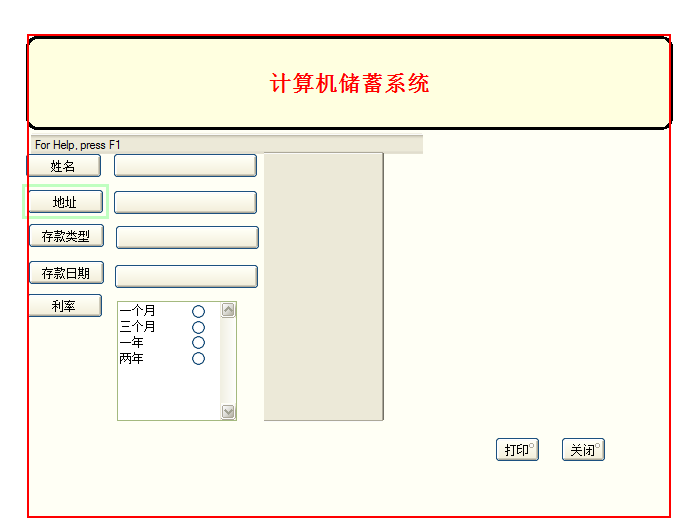 计算机储蓄系统
For Help, press F1
姓名
地址
存款类型
存款日期
利率
一个月
三个月
一年
两年
打印
关闭